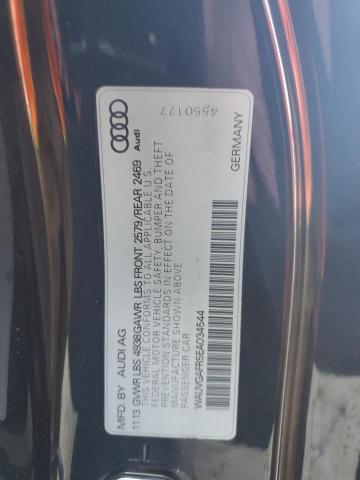 4550177
Audi
GERMANY
MFD. BY AUDI AG
11 13 GVWR LBS 4938 GAWR LBS FRONT 2579/REAR 2469
THIS VEHICLE CONFORMS TO ALL APPLICABLE U.S.
FEDERAL MOTOR VEHICLE SAFETY, BUMPER AND THEFT
PREVENTION STANDARDS IN EFFECT ON THE DATE OF
MANUFACTURE SHOWN ABOVE
PASSENGER CAR
WAUVGAFR5EA034544